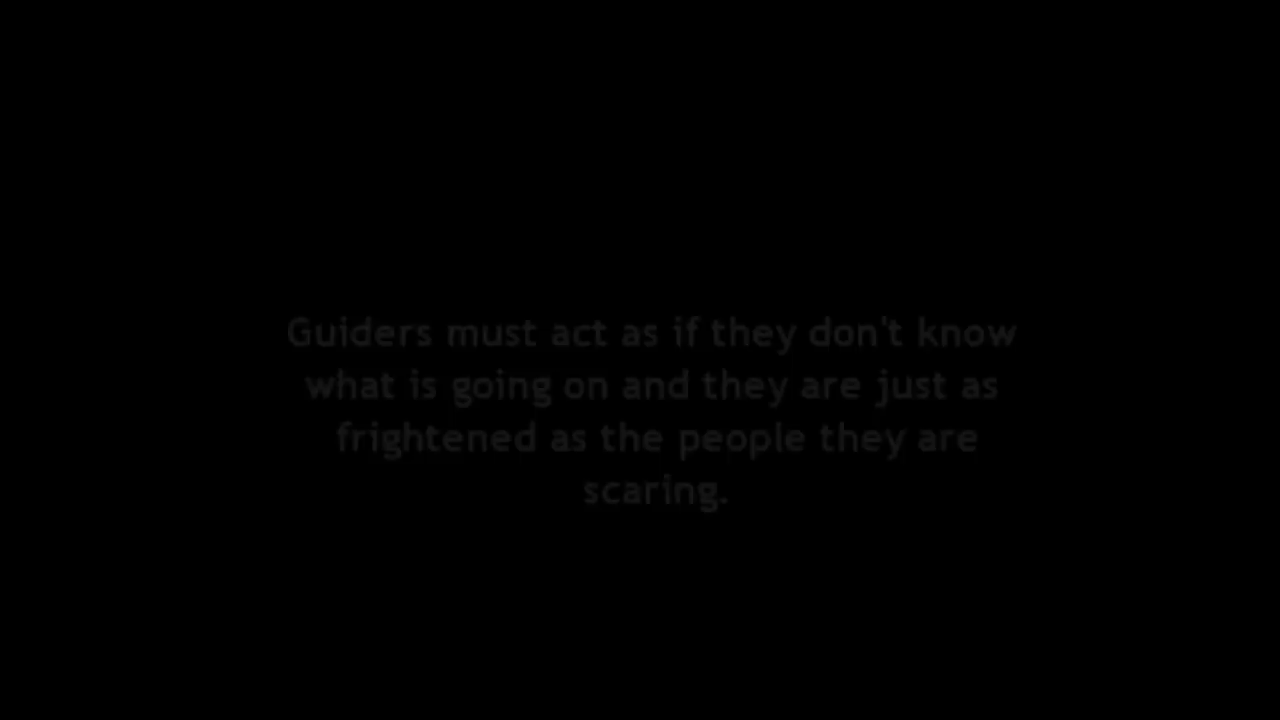 Guiders must act as if they don't know
what is going on and they are just as
frightened as the people they are
scaring.